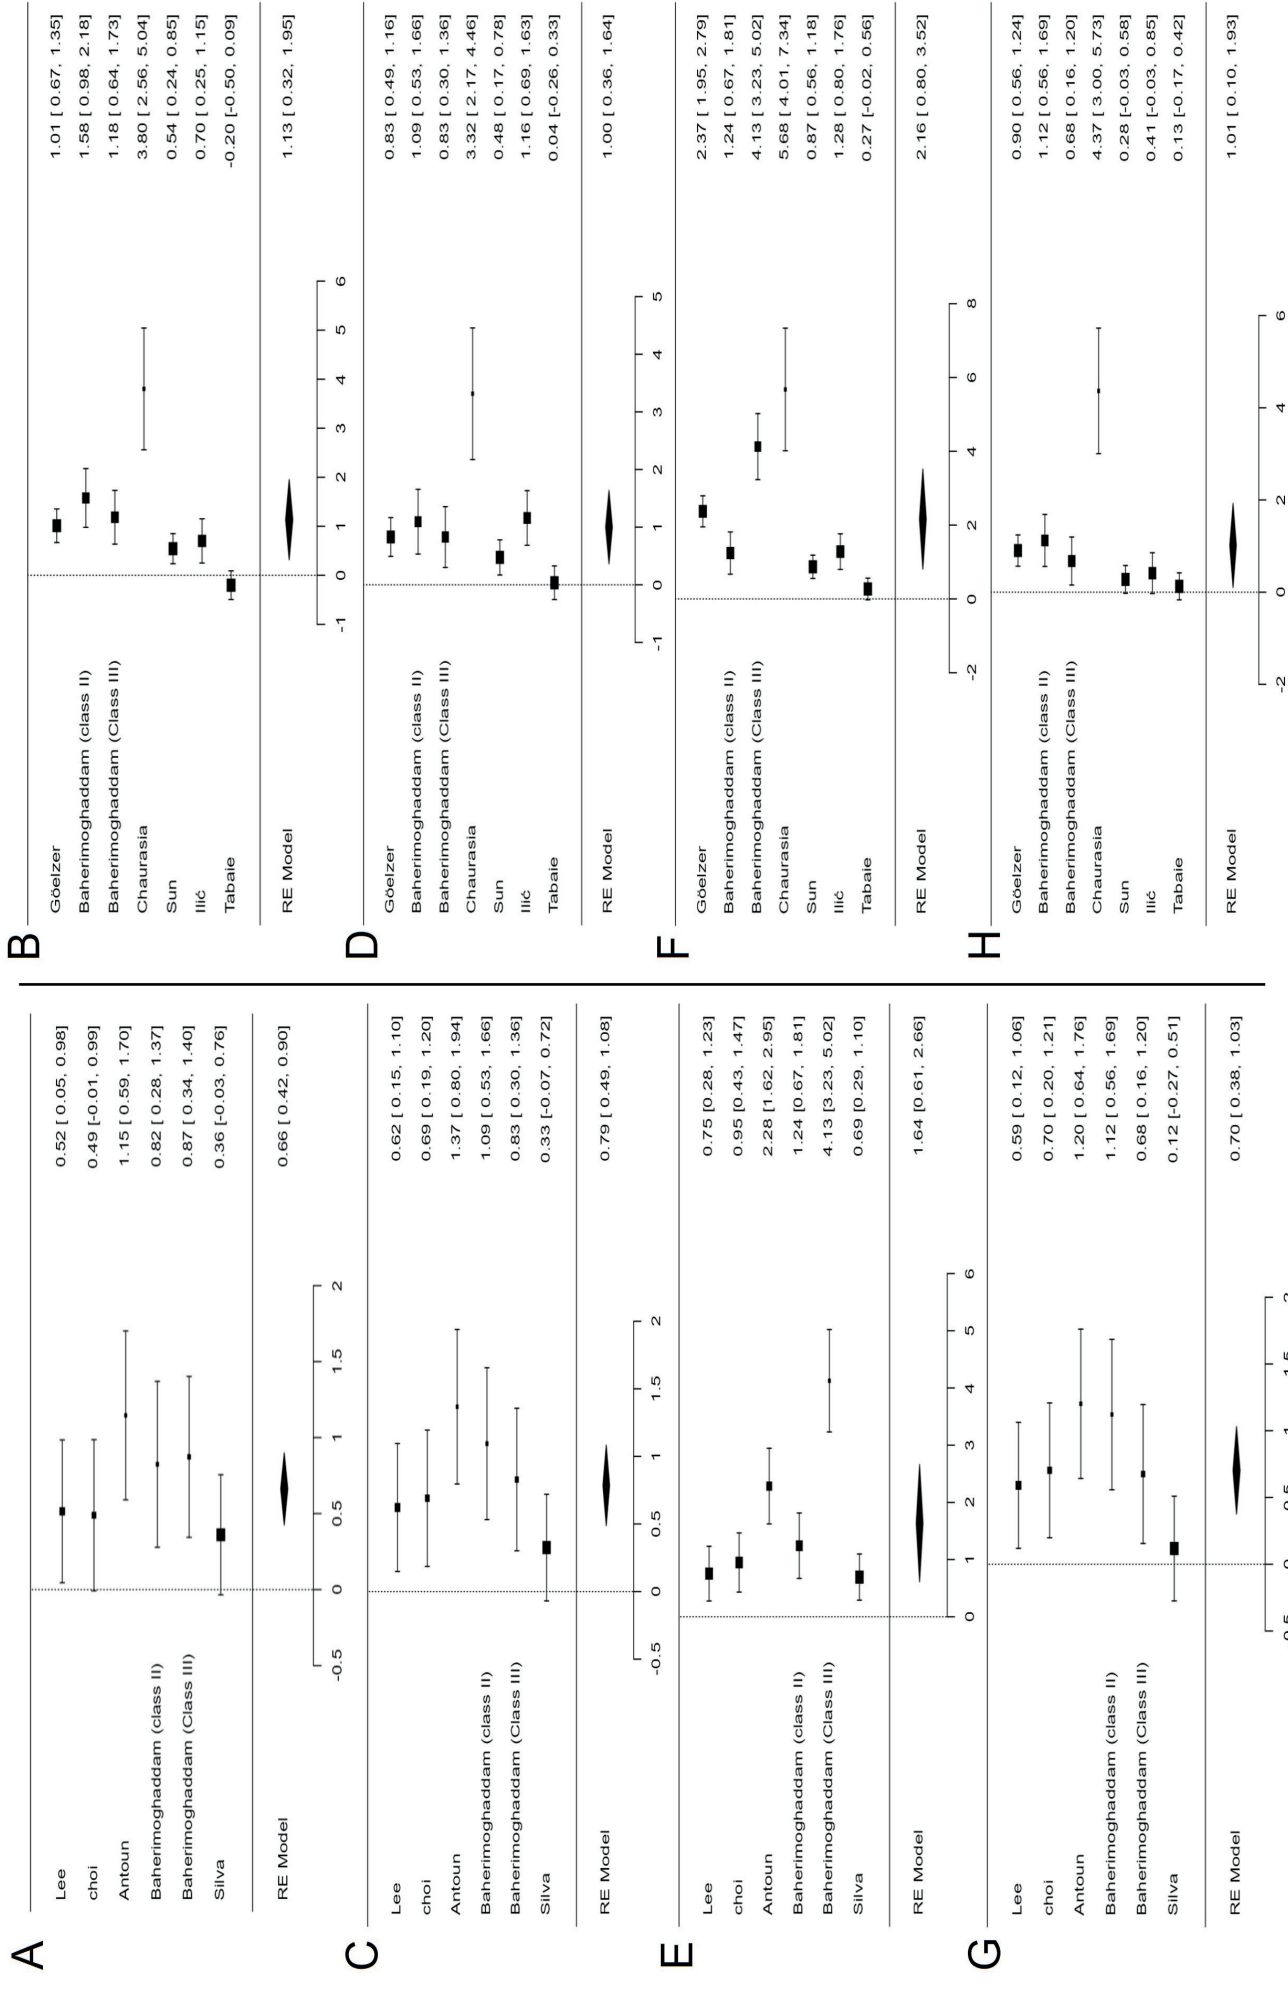 A
Lee 0.52 [ 0.05, 0.98]
choi 0.49 [-0.01, 0.99]
Antoun 1.15 [ 0.59, 1.70]
Baherimoghaddam (class II) 0.82 [ 0.28, 1.37]
Baherimoghaddam (Class III) 0.87 [ 0.34, 1.40]
Silva 0.36 [-0.03, 0.76]
RE Model 0.66 [ 0.42, 0.90]
-0.5 0 0.5 1 1.5 2
B
Göelzer 1.01 [ 0.67, 1.35]
Baherimoghaddam (class II) 1.58 [ 0.98, 2.18]
Baherimoghaddam (Class III) 1.18 [ 0.64, 1.73]
Chaurasia 3.80 [ 2.56, 5.04]
Sun 0.54 [ 0.24, 0.85]
Ilić 0.70 [ 0.25, 1.15]
Tabaie -0.20 [-0.50, 0.09]
RE Model 1.13 [ 0.32, 1.95]
-1 0 1 2 3 4 5 6
C
Lee 0.62 [ 0.15, 1.10]
choi 0.69 [ 0.19, 1.20]
Antoun 1.37 [ 0.80, 1.94]
Baherimoghaddam (class II) 1.09 [ 0.53, 1.66]
Baherimoghaddam (Class III) 0.83 [ 0.30, 1.36]
Silva 0.33 [-0.07, 0.72]
RE Model 0.79 [ 0.49, 1.08]
-0.5 0 0.5 1 1.5 2
D
Göelzer 0.83 [ 0.49, 1.16]
Baherimoghaddam (class II) 1.09 [ 0.53, 1.66]
Baherimoghaddam (Class III) 0.83 [ 0.30, 1.36]
Chaurasia 3.32 [ 2.17, 4.46]
Sun 0.48 [ 0.17, 0.78]
Ilić 1.16 [ 0.69, 1.63]
Tabaie 0.04 [-0.26, 0.33]
RE Model 1.00 [ 0.36, 1.64]
-1 0 1 2 3 4 5
E
Lee 0.75 [0.28, 1.23]
choi 0.95 [0.43, 1.47]
Antoun 2.28 [1.62, 2.95]
Baherimoghaddam (class II) 1.24 [0.67, 1.81]
Baherimoghaddam (Class III) 4.13 [3.23, 5.02]
Silva 0.69 [0.29, 1.10]
RE Model 1.64 [0.61, 2.66]
0 1 2 3 4 5 6
F
Göelzer 2.37 [ 1.95, 2.79]
Baherimoghaddam (class II) 1.24 [ 0.67, 1.81]
Baherimoghaddam (Class III) 4.13 [ 3.23, 5.02]
Chaurasia 5.68 [ 4.01, 7.34]
Sun 0.87 [ 0.56, 1.18]
Ilić 1.28 [ 0.80, 1.76]
Tabaie 0.27 [-0.02, 0.56]
RE Model 2.16 [ 0.80, 3.52]
-2 0 2 4 6 8
G
Lee 0.59 [ 0.12, 1.06]
choi 0.70 [ 0.20, 1.21]
Antoun 1.20 [ 0.64, 1.76]
Baherimoghaddam (class II) 1.12 [ 0.56, 1.69]
Baherimoghaddam (Class III) 0.68 [ 0.16, 1.20]
Silva 0.12 [-0.27, 0.51]
RE Model 0.70 [ 0.38, 1.03]
H
Göelzer 0.90 [ 0.56, 1.24]
Baherimoghaddam (class II) 1.12 [ 0.56, 1.69]
Baherimoghaddam (Class III) 0.68 [ 0.16, 1.20]
Chaurasia 4.37 [ 3.00, 5.73]
Sun 0.28 [-0.03, 0.58]
Ilić 0.41 [-0.03, 0.85]
Tabaie 0.13 [-0.17, 0.42]
RE Model 1.01 [ 0.10, 1.93]
-2 0 2 4 6